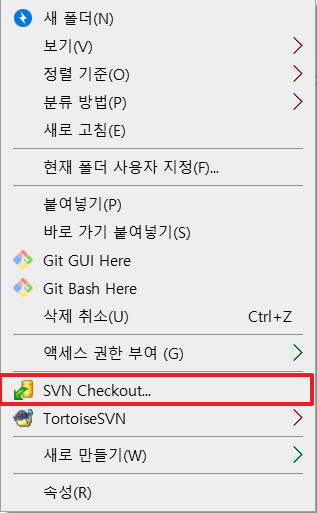 새 폴더(N)
보기(V)
정렬 기준(O)
분류 방법(P)
새로 고침(E)
현재 폴더 사용자 지정(F)...
붙여넣기(P)
바로 가기 붙여넣기(S)
Git GUI Here
Git Bash Here
삭제 취소(U) Ctrl+Z
액세스 권한 부여 (G)
SVN Checkout...
TortoiseSVN
새로 만들기(W)
속성(R)